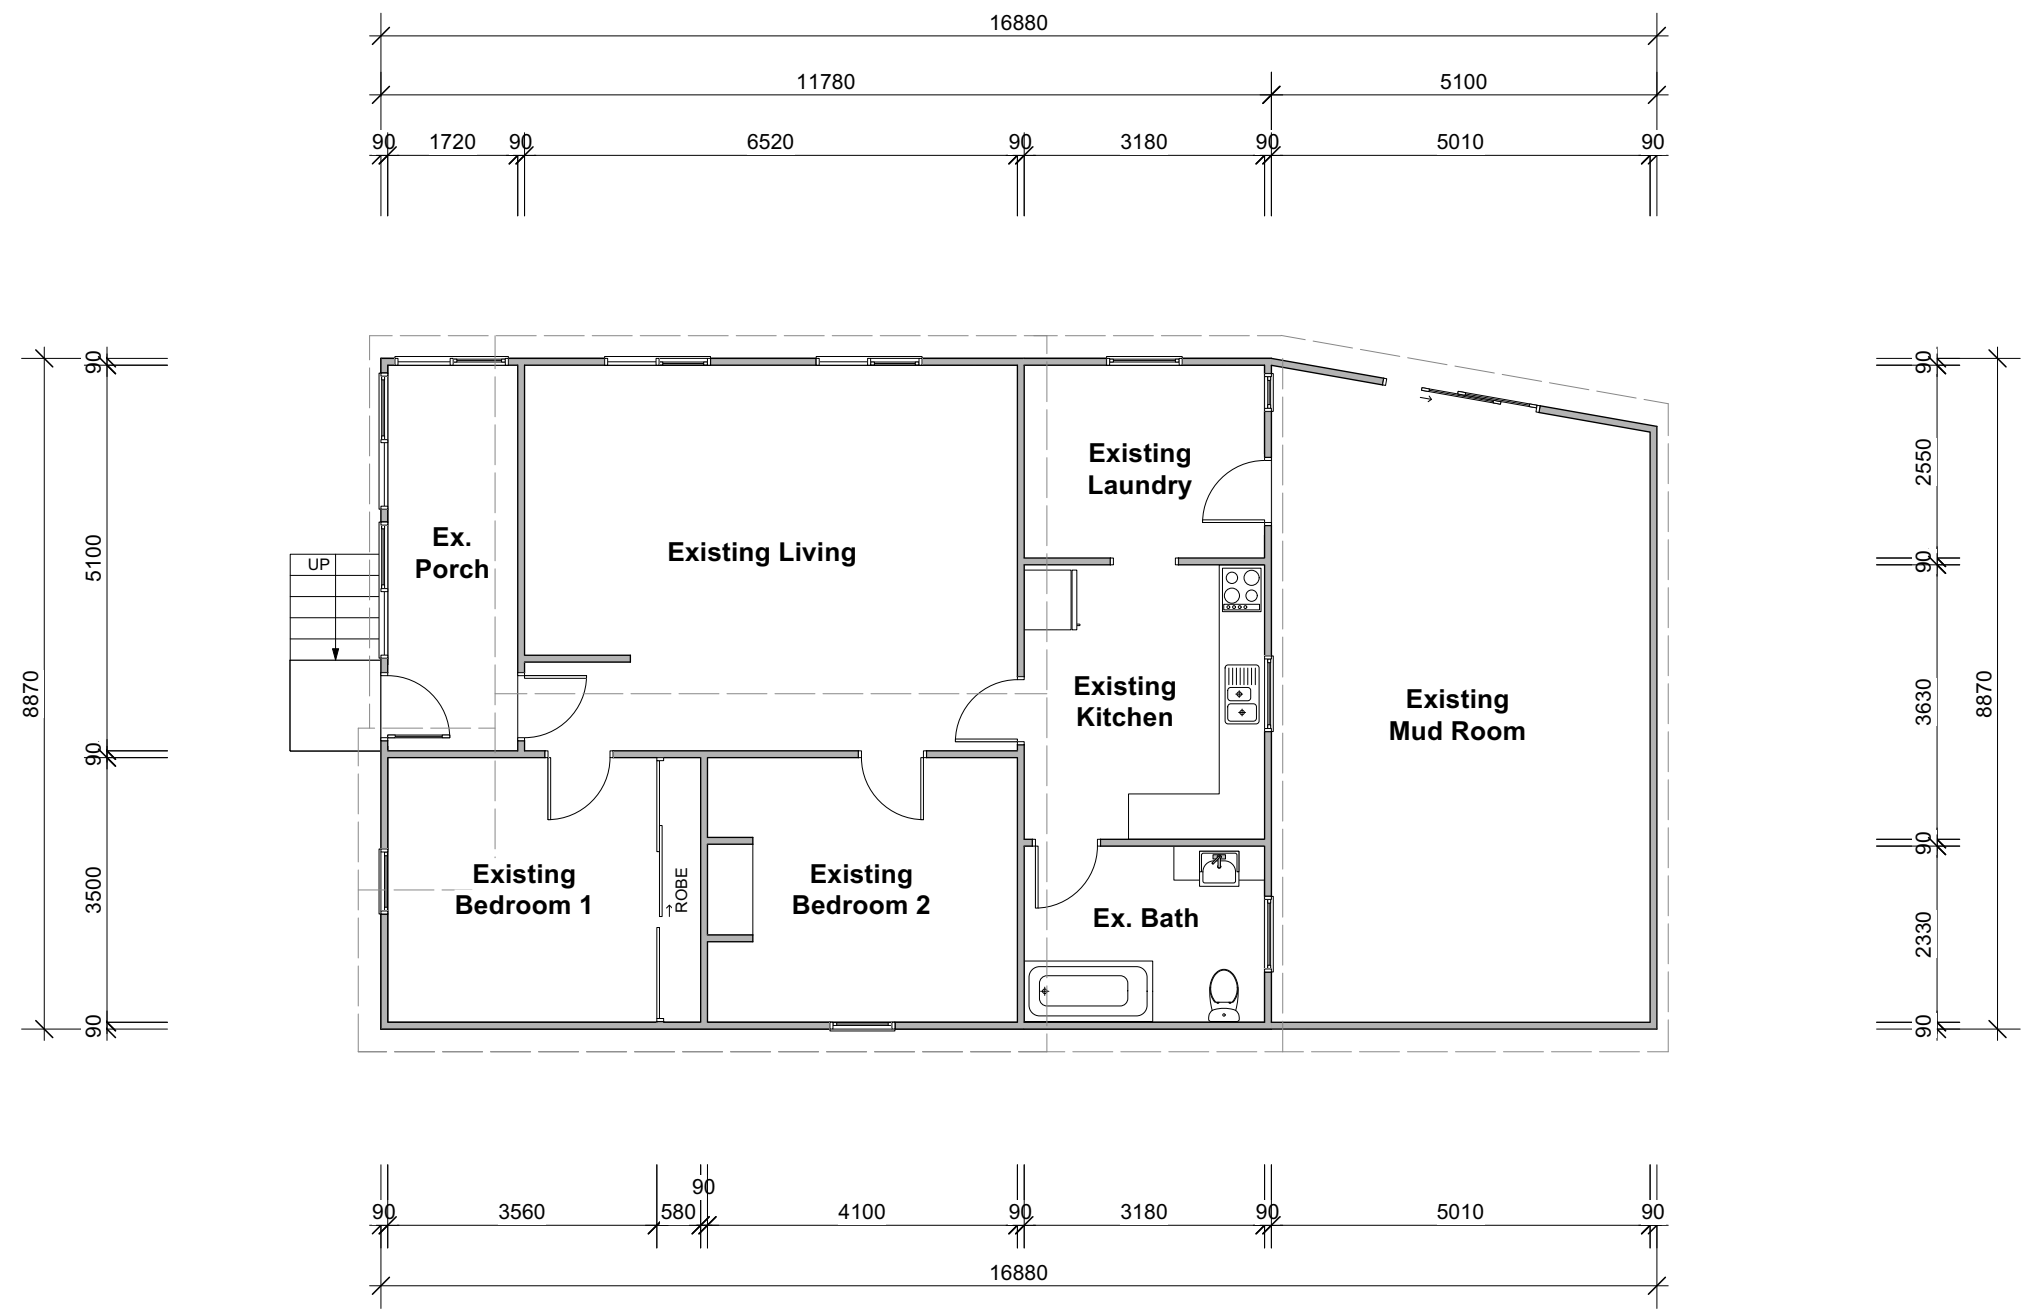 16880
11780 5100
90 1720 90 6520 90 3180 90 5010 90
90
5100
90
3500
90
8870
90
2550
90
3630
90
2330
90
8870
UP
Ex.
Porch
Existing Living
Existing
Laundry
Existing
Kitchen
Existing
Mud Room
Existing
Bedroom 1
ROBE
Existing
Bedroom 2
Ex. Bath
90
90 3560 580 4100 90 3180 90 5010 90
16880